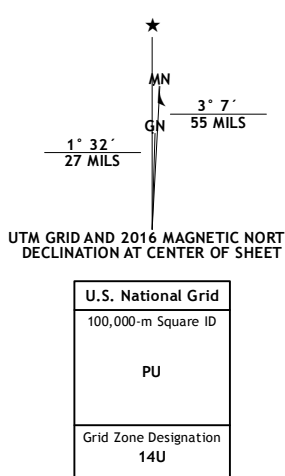 ★
MN
3° 7´
55 MILS
GN
1° 32´
27 MILS
UTM GRID AND 2016 MAGNETIC NORT
DECLINATION AT CENTER OF SHEET
U.S. National Grid
100,000-m Square ID
PU
Grid Zone Designation
14U